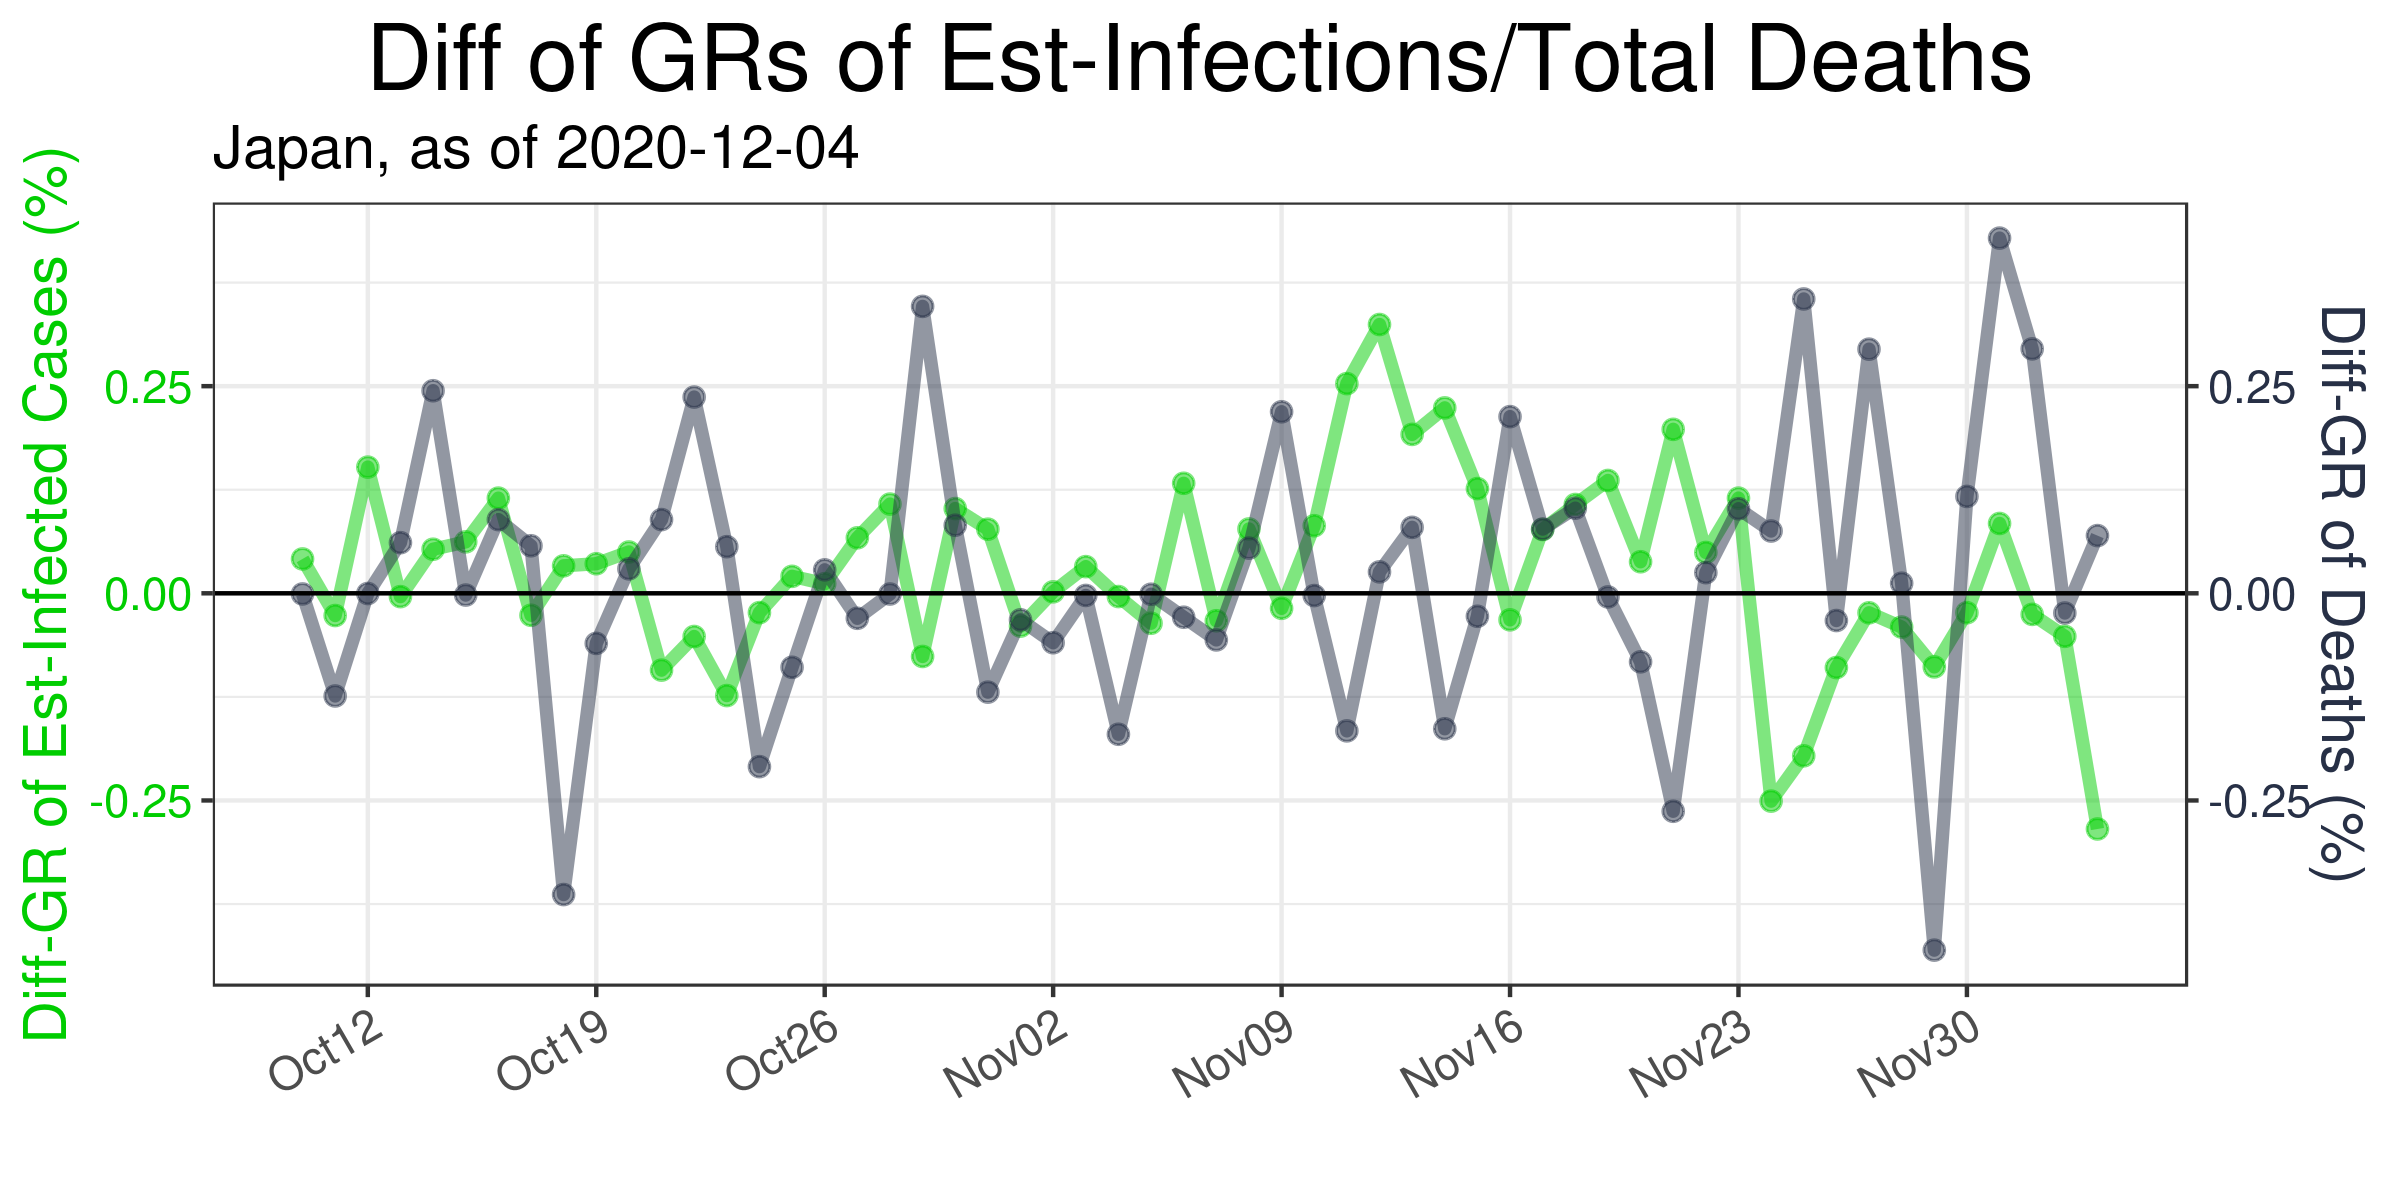 Diff of GRs of Est-Infections/Total Deaths
Japan, as of 2020-12-04
Diff-GR of Est-Infected Cases (%)
0.25
0.00
-0.25
0.25
0.00
-0.25
Diff-GR of Deaths (%)
Oct12
Oct19
Oct26
Nov02
Nov09
Nov16
Nov23
Nov30